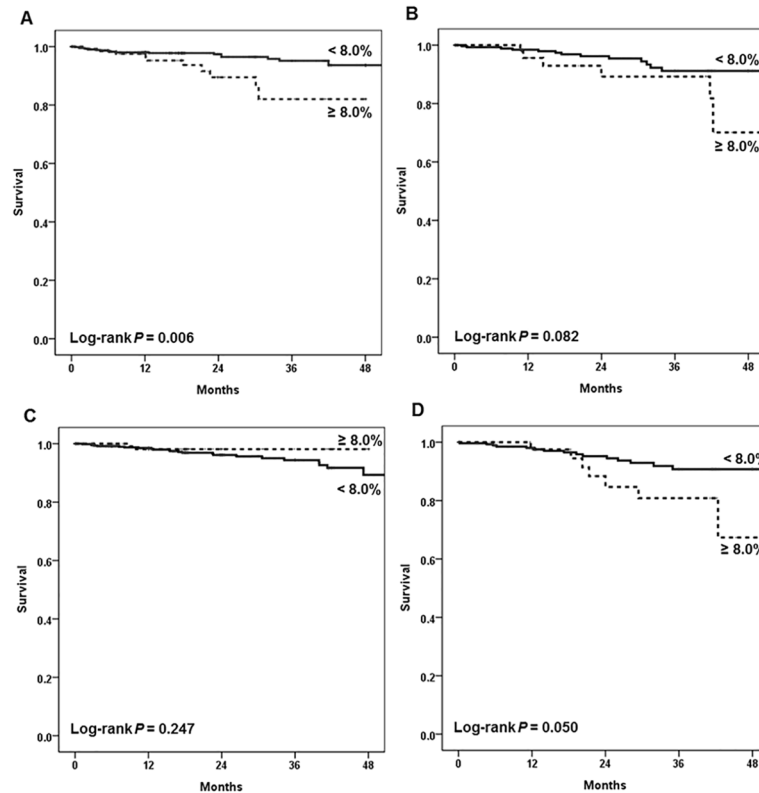 A
1.0
0.8
0.6
0.4
0.2
0.0
Survival
< 8.0%
≥ 8.0%
Log-rank P = 0.006
0 12 24 36 48
Months
B
1.0
0.8
0.6
0.4
0.2
0.0
Survival
< 8.0%
≥ 8.0%
Log-rank P = 0.082
0 12 24 36 48
Months
C
1.0
0.8
0.6
0.4
0.2
0.0
Survival
≥ 8.0%
< 8.0%
Log-rank P = 0.247
0 12 24 36 48
Months
D
1.0
0.8
0.6
0.4
0.2
0.0
Survival
< 8.0%
≥ 8.0%
Log-rank P = 0.050
0 12 24 36 48
Months